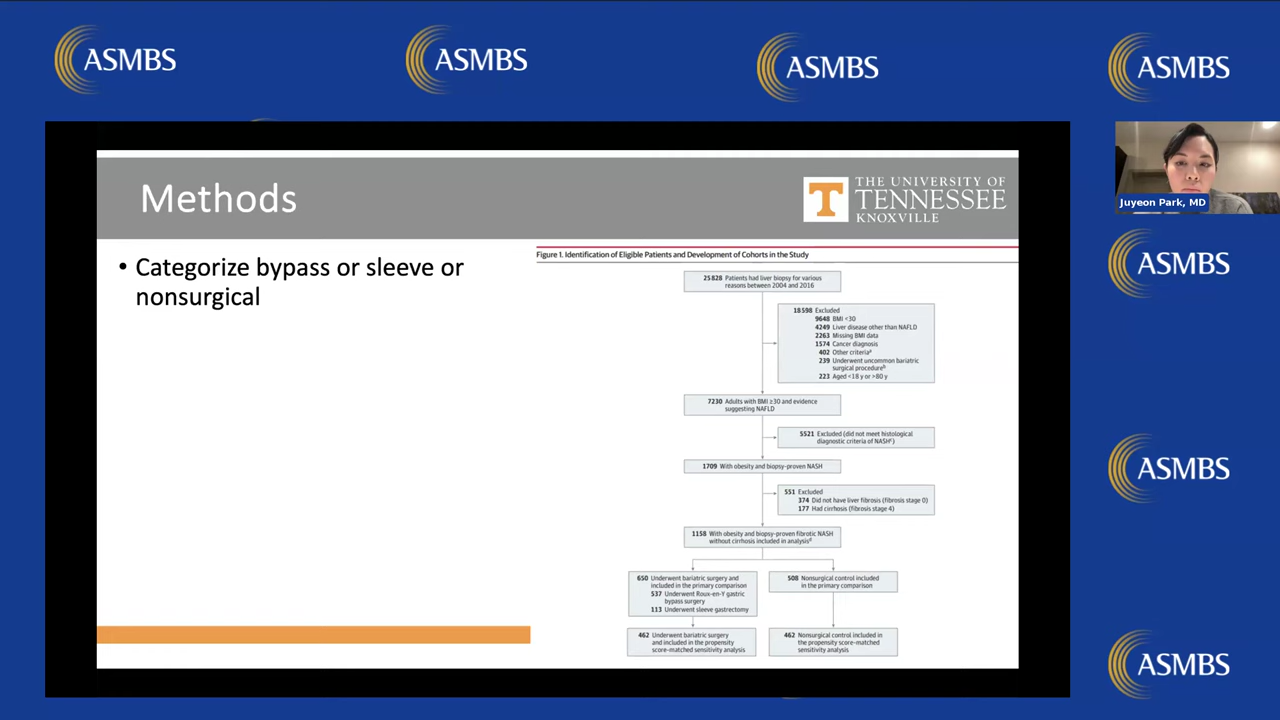 ASMBS
ASMBS
ASMBS
ASMBS
Methods
THE UNIVERSITY OF
TENNESSEE
KNOXVILLE
Juyeon Park, MD
• Categorize bypass or sleeve or
nonsurgical
Figure 1. Identification of Eligible Patients and Development of Cohorts in the Study
25 828 Patients had liver biopsy for various
reasons between 2004 and 2016
18 598 Excluded
9648 BMI <30
4249 Liver disease other than NAFLD
2263 Missing BMI data
1574 Cancer diagnosis
402 Other criteriaᵃ
239 Underwent uncommon bariatric
surgical procedureᵇ
223 Aged <18 y or >80 y
7230 Adults with BMI ≥30 and evidence
suggesting NAFLD
5521 Excluded (did not meet histological
diagnostic criteria of NASHᶜ)
1709 With obesity and biopsy-proven NASH
551 Excluded
374 Did not have liver fibrosis (fibrosis stage 0)
177 Had cirrhosis (fibrosis stage 4)
1158 With obesity and biopsy-proven fibrotic NASH
without cirrhosis included in analysisᵈ
650 Underwent bariatric surgery and
included in the primary comparison
537 Underwent Roux-en-Y gastric
bypass surgery
113 Underwent sleeve gastrectomy
508 Nonsurgical control included
in the primary comparison
462 Underwent bariatric surgery
and included in the propensity
score-matched sensitivity analysis
462 Nonsurgical control included in
the propensity score-matched
sensitivity analysis
ASMBS
ASMBS
ASMBS